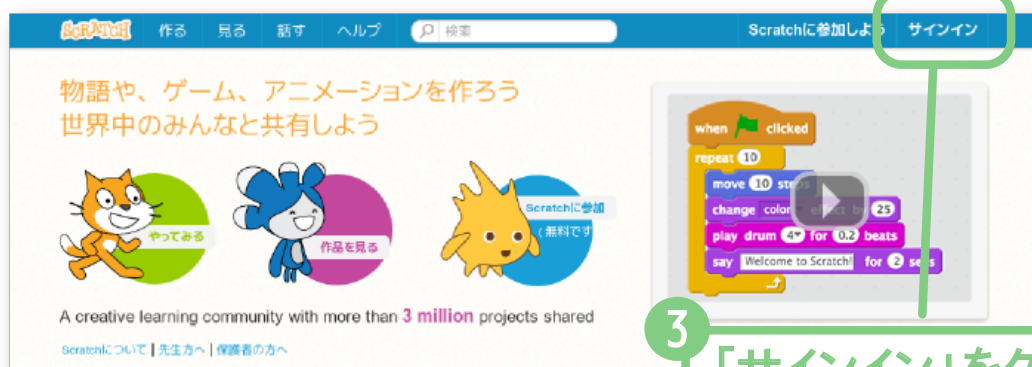 SCRATCH 作る 見る 話す ヘルプ 検索 Scratchに参加しよう サインイン
物語や、ゲーム、アニメーションを作ろう
世界中のみんなと共有しよう
when clicked
repeat 10
move 10 steps
change color effect by 25
play drum 4 for 0.2 beats
say Welcome to Scratch! for 2 secs
やってみる
作品を見る
Scratchに参加
(無料です
A creative learning community with more than 3 million projects shared
Scratchについて | 先生方へ | 保護者の方へ
3
「サインイン」をク